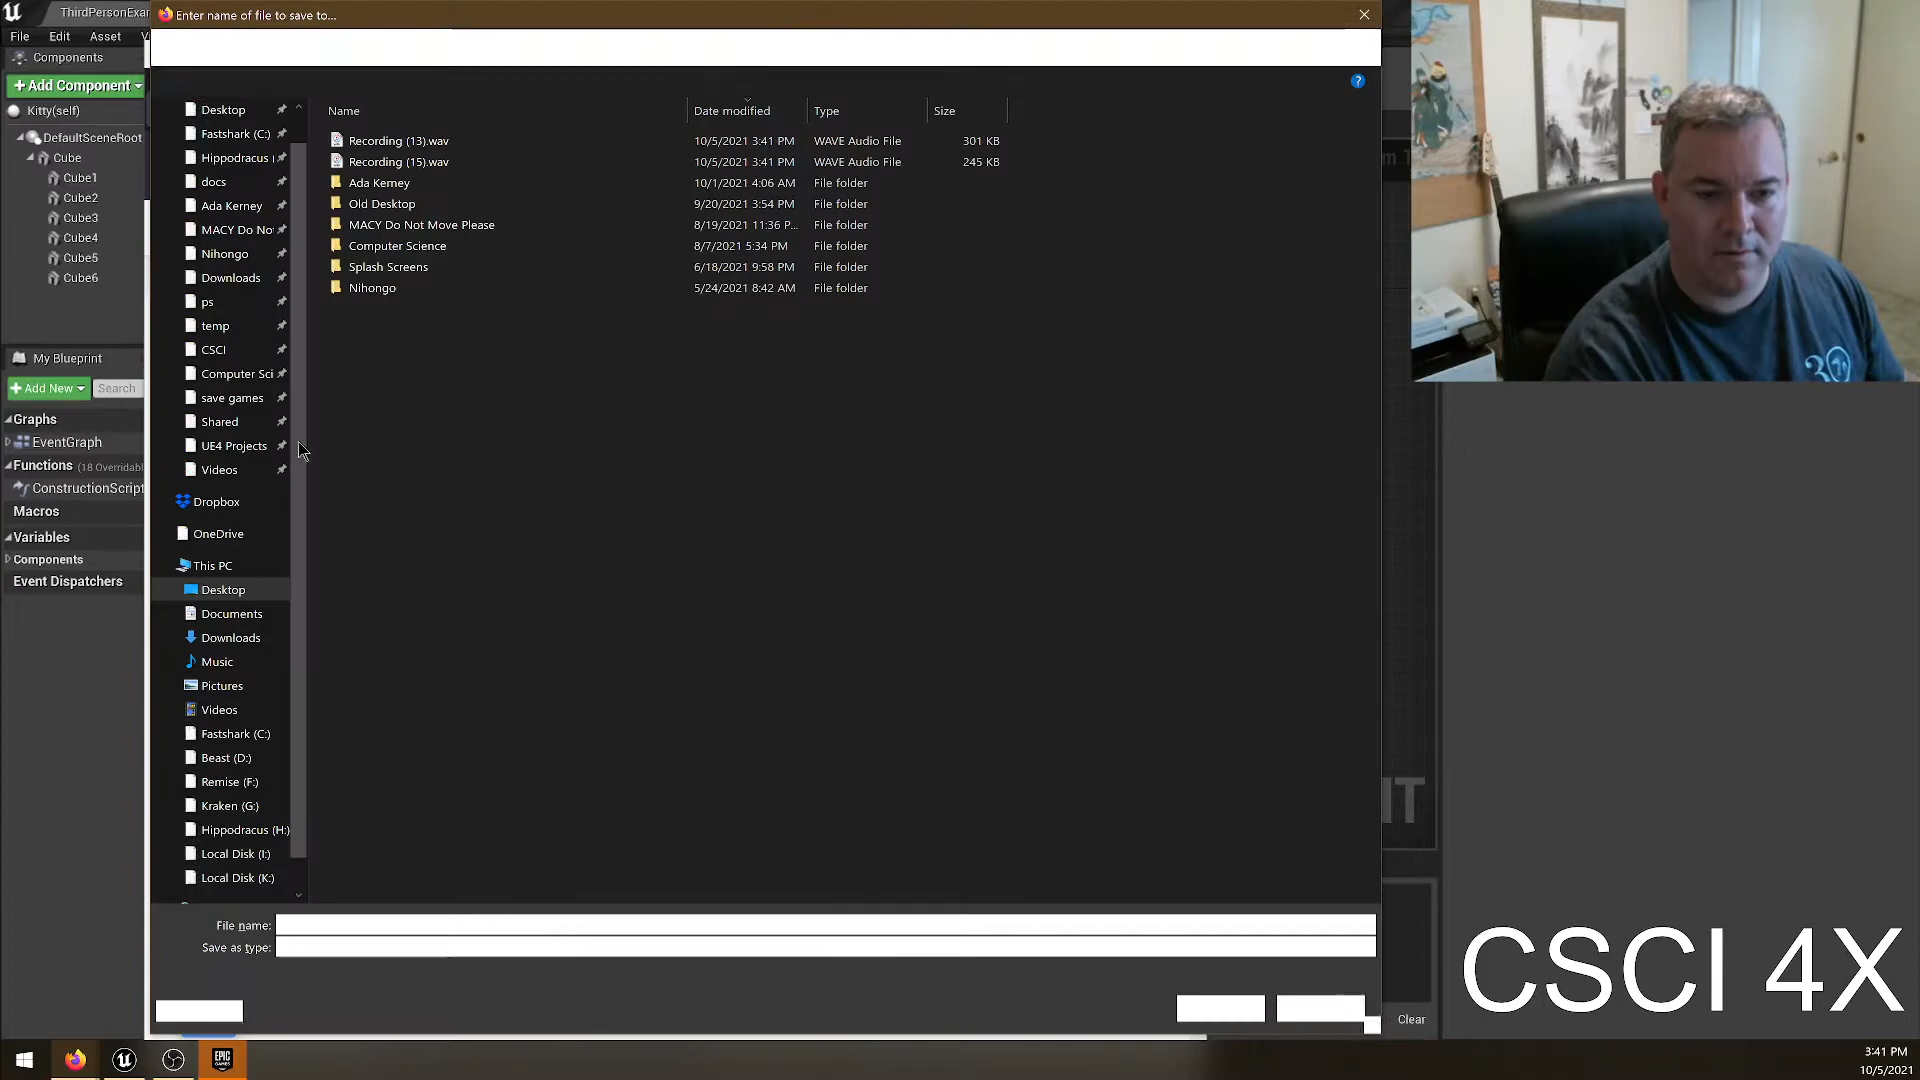 ThirdPersonExa
Enter name of file to save to...
File Edit Asset V
Components
Add Component
Kitty(self)
DefaultSceneRoot
Cube
Cube1
Cube2
Cube3
Cube4
Cube5
Cube6
My Blueprint
Add New
Search
Graphs
EventGraph
Functions (18 Overridabl
ConstructionScript
Macros
Variables
Components
Event Dispatchers
Desktop
Fastshark (C:)
Hippodracus
docs
Ada Kerney
MACY Do No
Nihongo
Downloads
ps
temp
CSCI
Computer Sci
save games
Shared
UE4 Projects
Videos
Dropbox
OneDrive
This PC
Desktop
Documents
Downloads
Music
Pictures
Videos
Fastshark (C:)
Beast (D:)
Remise (F:)
Kraken (G:)
Hippodracus (H:)
Local Disk (I:)
Local Disk (K:)
Name Date modified Type Size
Recording (13).wav 10/5/2021 3:41 PM WAVE Audio File 301 KB
Recording (15).wav 10/5/2021 3:41 PM WAVE Audio File 245 KB
Ada Kerney 10/1/2021 4:06 AM File folder
Old Desktop 9/20/2021 3:54 PM File folder
MACY Do Not Move Please 8/19/2021 11:36 P... File folder
Computer Science 8/7/2021 5:34 PM File folder
Splash Screens 6/18/2021 9:58 PM File folder
Nihongo 5/24/2021 8:42 AM File folder
File name:
Save as type:
Clear
CSCI 4X
EPIC GAMES
3:41 PM
10/5/2021